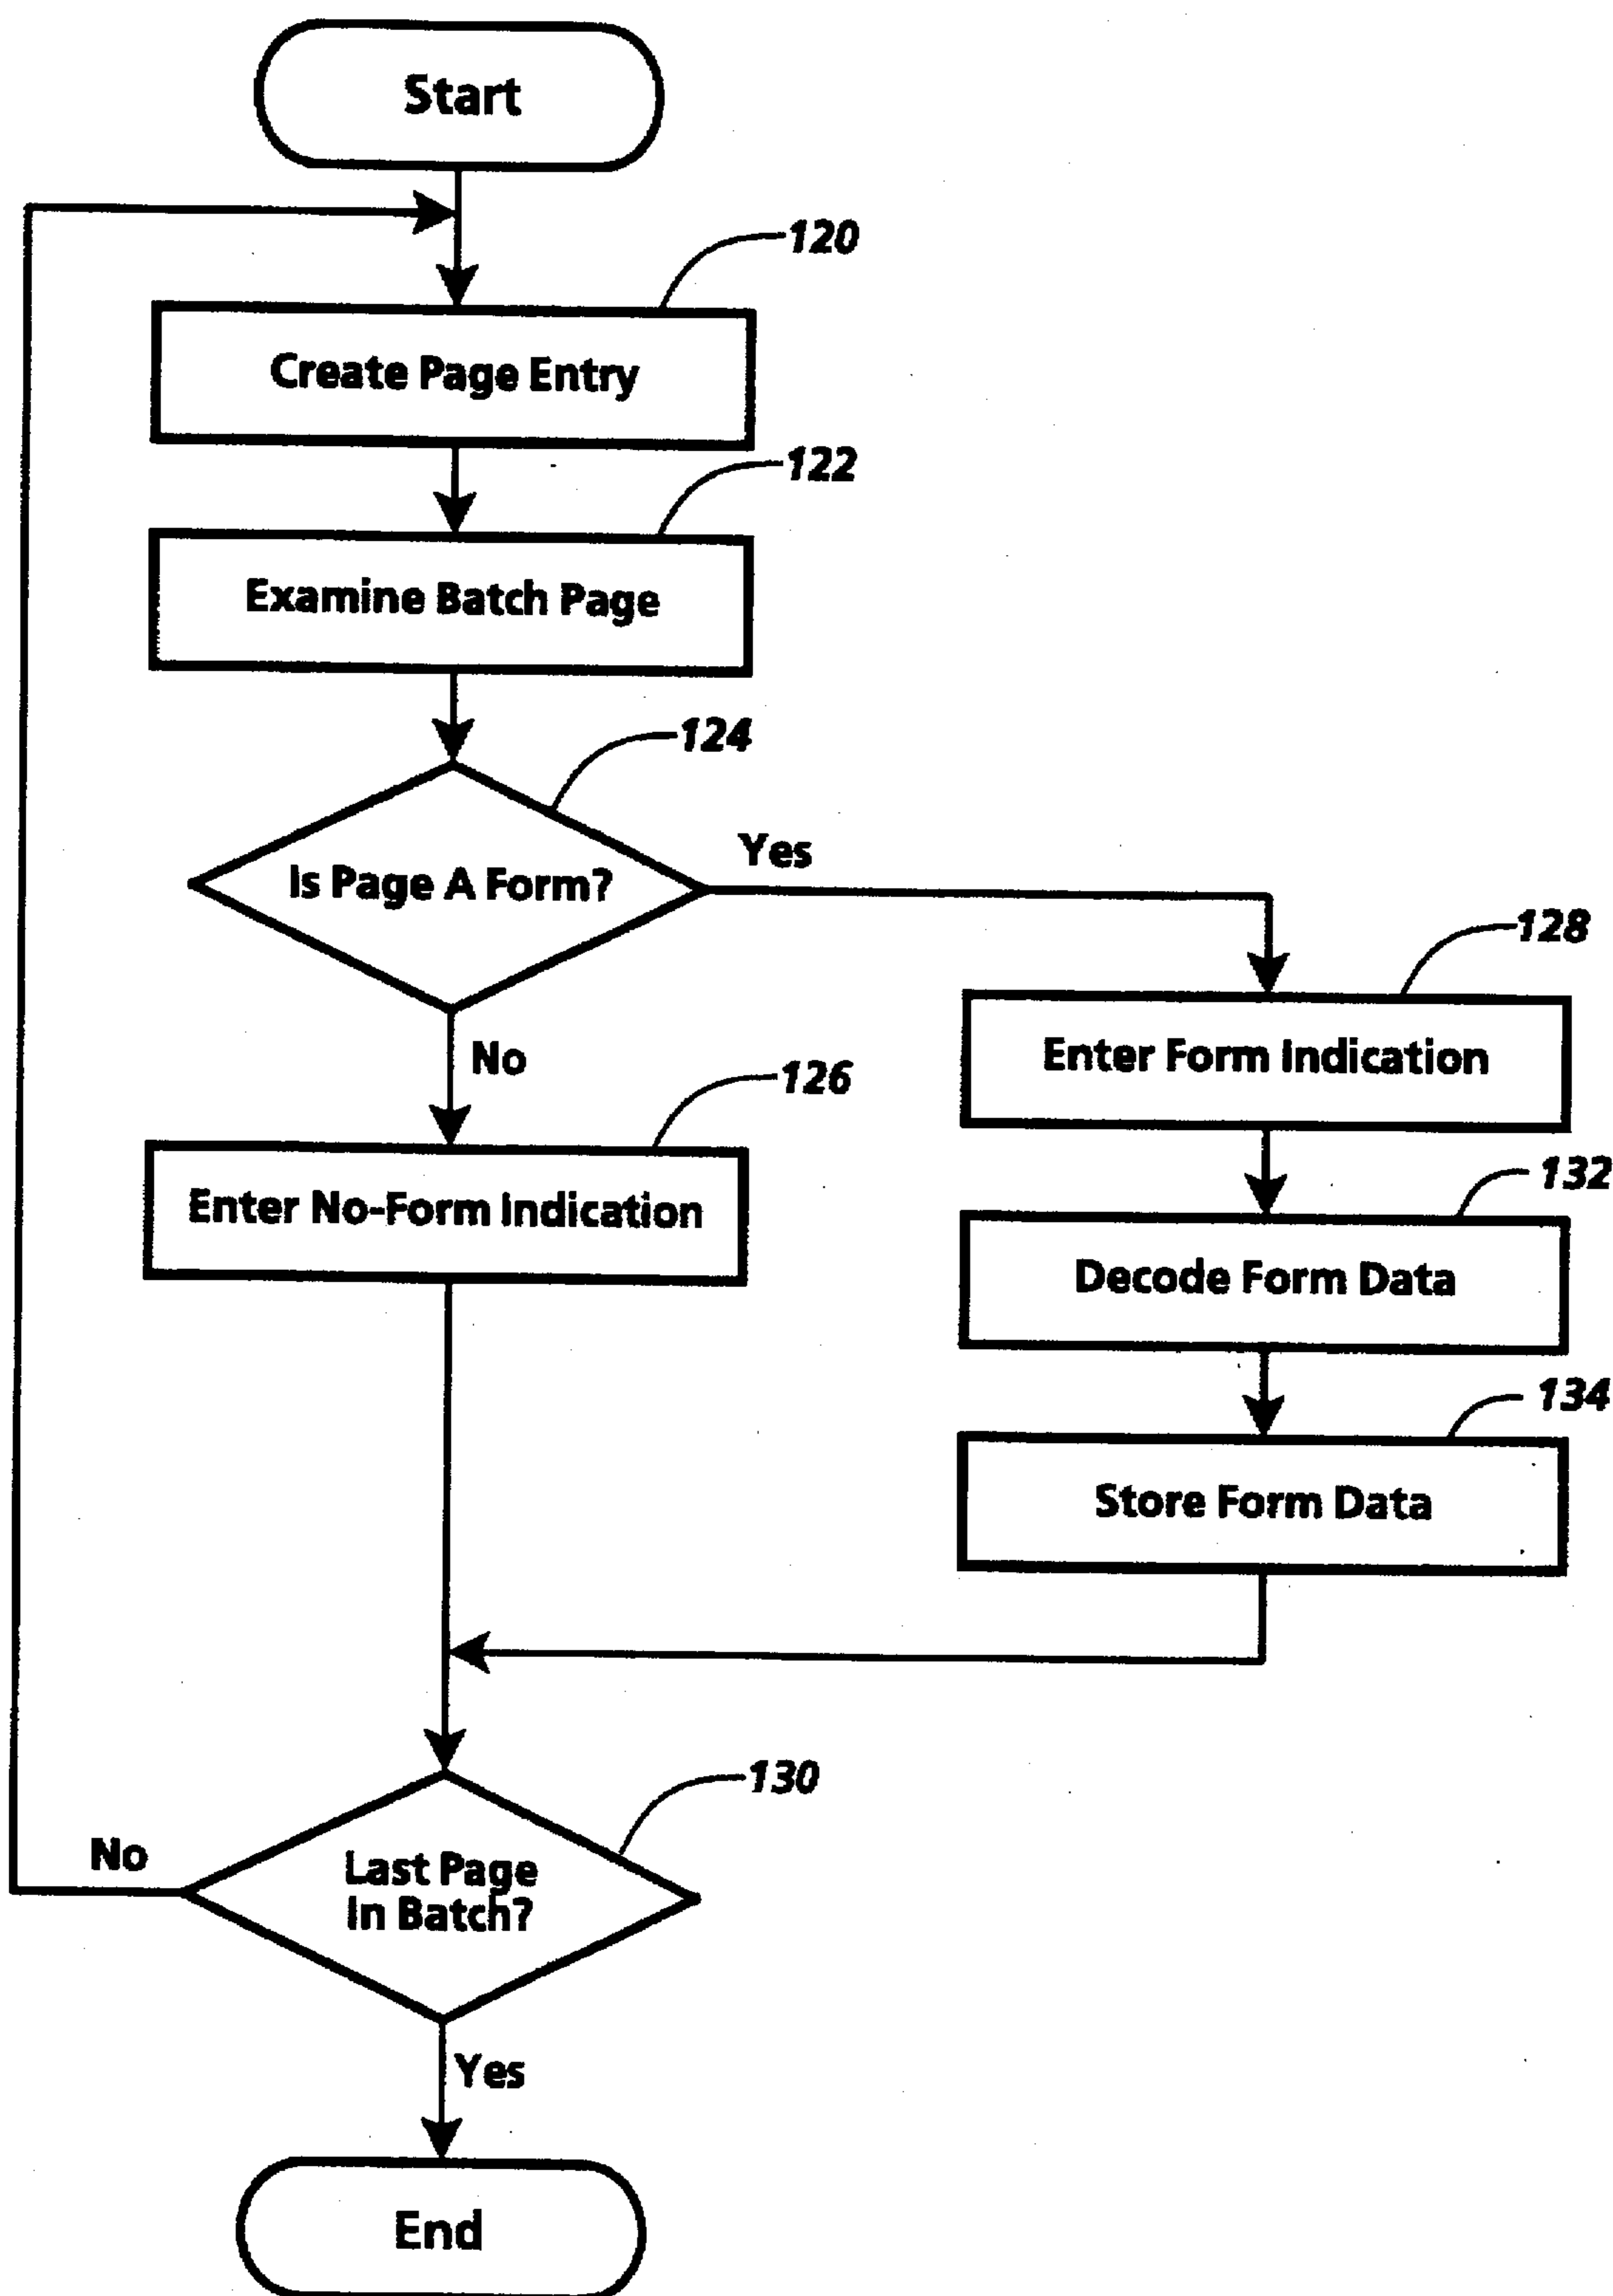 Start
120
Create Page Entry
122
Examine Batch Page
124
Is Page A Form?
Yes
128
Enter Form Indication
No
126
Enter No-Form Indication
132
Decode Form Data
134
Store Form Data
130
Last Page
In Batch?
No
Yes
End